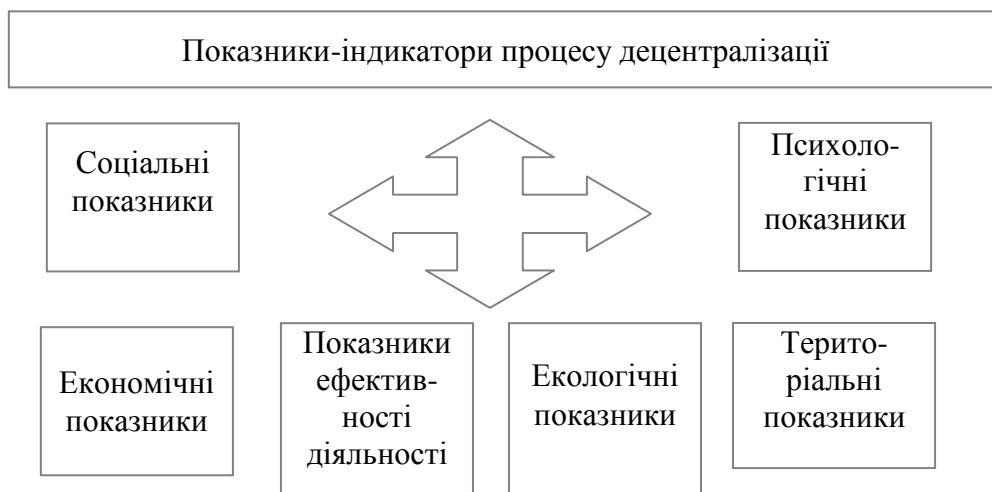 Показники-індикатори процесу децентралізації
Соціальні
показники
Психоло-
гічні
показники
Економічні
показники
Показники
ефектив-
ності
діяльності
Екологічні
показники
Терито-
ріальні
показники